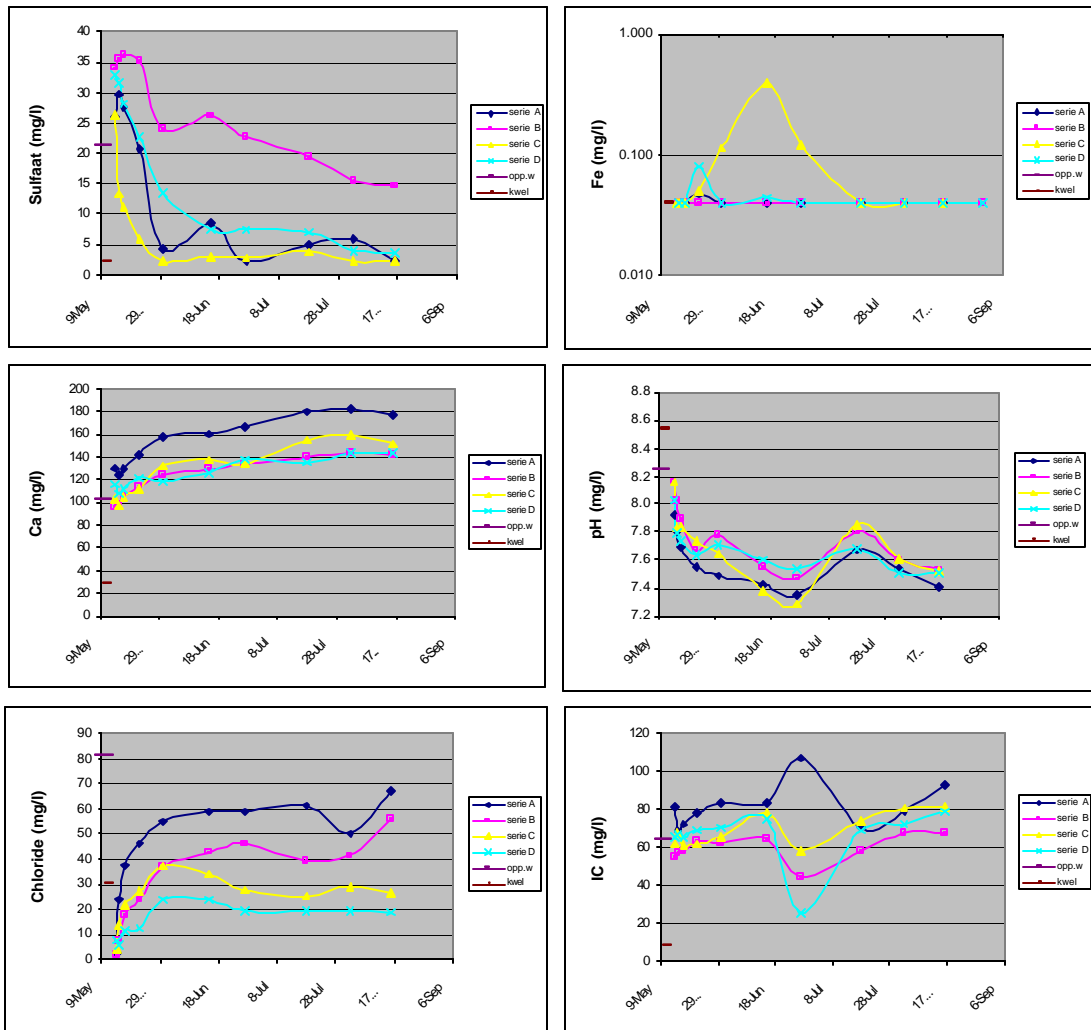 Sulfaat (mg/l)
40
35
30
25
20
15
10
5
0
9May
29...
18-Jun
8-Jul
28-Jul
17...
6-Sep
serie A
serie B
serie C
serie D
opp.w
kwel
Fe (mg/l)
1.000
0.100
0.010
9-May
29...
18-Jun
8-Jul
28-Jul
17...
6-Sep
serie A
serie B
serie C
serie D
opp.w
kwel
Ca (mg/l)
200
180
160
140
120
100
80
60
40
20
0
9-May
29...
18-Jun
8-Jul
28-Jul
17...
6-Sep
serie A
serie B
serie C
serie D
opp.w
kwel
pH (mg/l)
8.8
8.6
8.4
8.2
8.0
7.8
7.6
7.4
7.2
9-May
29...
18-Jun
8-Jul
28-Jul
17...
6-Sep
serie A
serie B
serie C
serie D
opp.w
kwel
Chloride (mg/l)
90
80
70
60
50
40
30
20
10
0
9-May
29...
18-Jun
8-Jul
28-Jul
17...
6-Sep
serie A
serie B
serie C
serie D
opp.w
kwel
IC (mg/l)
120
100
80
60
40
20
0
9-May
29...
18-Jun
8-Jul
28-Jul
17...
6-Sep
serie A
serie B
serie C
serie D
opp.w
kwel